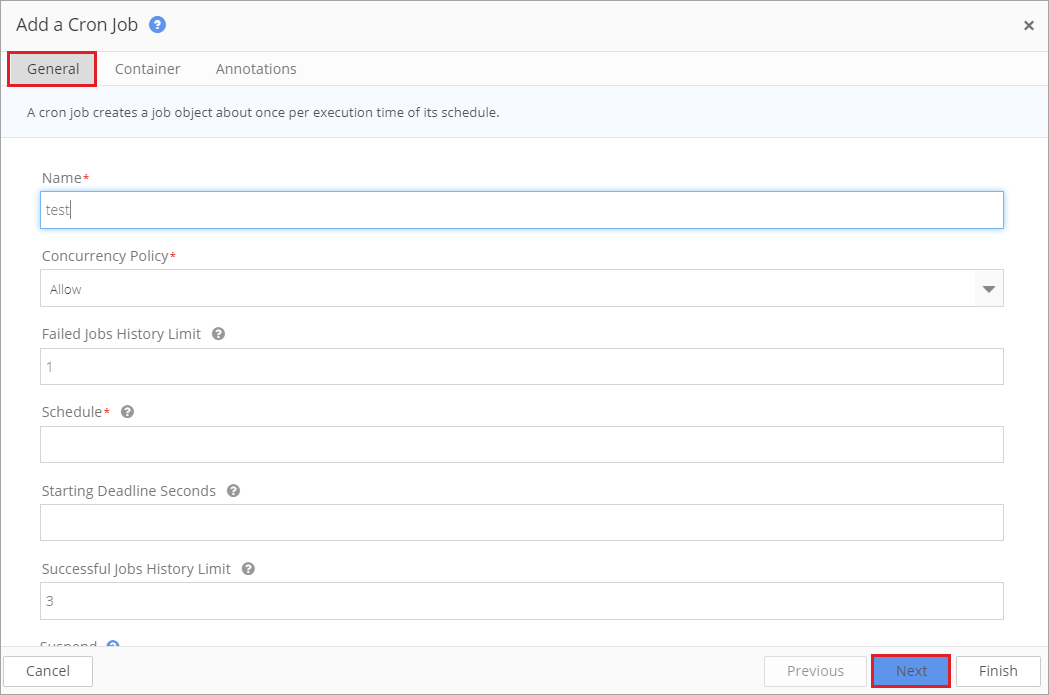 Add a Cron Job ?
×
General Container Annotations
A cron job creates a job object about once per execution time of its schedule.
Name*
test
Concurrency Policy*
Allow
Failed Jobs History Limit ?
1
Schedule* ?
Starting Deadline Seconds ?
Successful Jobs History Limit ?
3
Suspend ?
Cancel Previous Next Finish